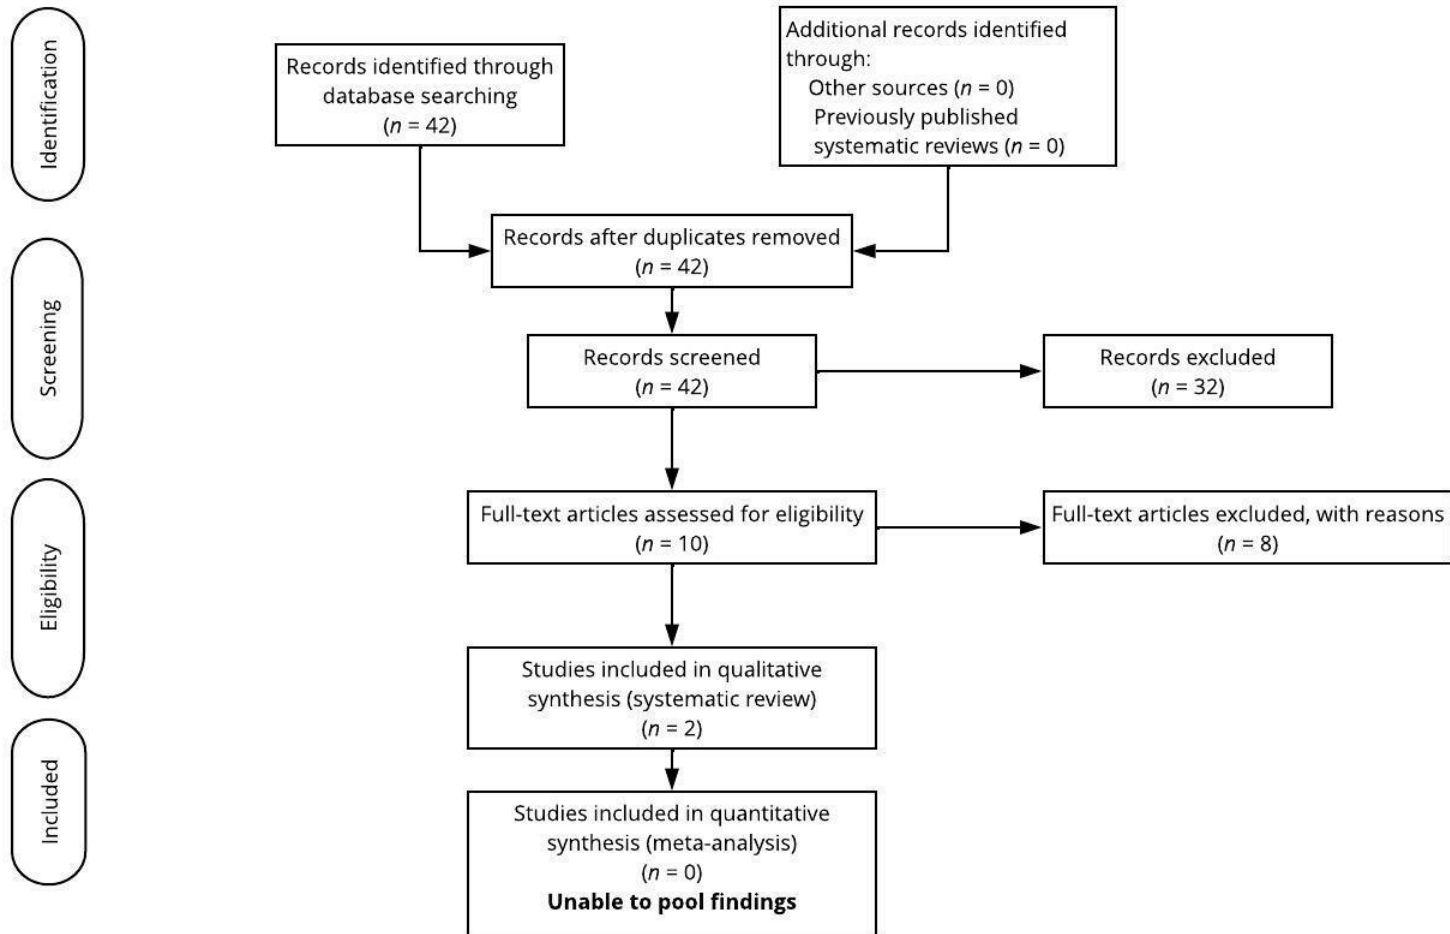 Identification
Records identified through
database searching
(n = 42)
Additional records identified
through:
Other sources (n = 0)
Previously published
systematic reviews (n = 0)
Records after duplicates removed
(n = 42)
Screening
Records screened
(n = 42)
Records excluded
(n = 32)
Eligibility
Full-text articles assessed for eligibility
(n = 10)
Full-text articles excluded, with reasons
(n = 8)
Studies included in qualitative
synthesis (systematic review)
(n = 2)
Included
Studies included in quantitative
synthesis (meta-analysis)
(n = 0)
Unable to pool findings